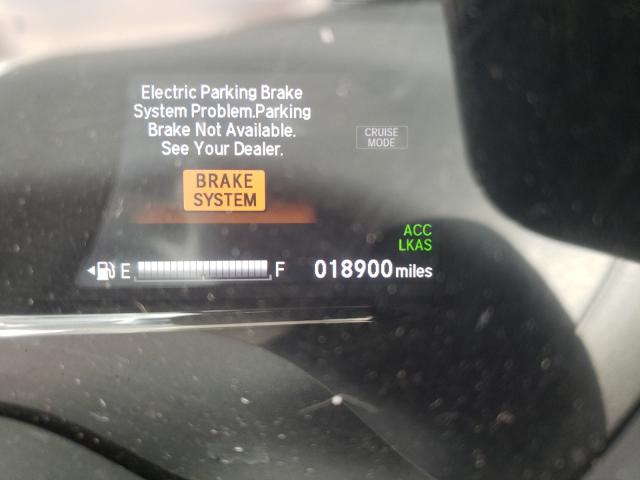 Electric Parking Brake
System Problem.Parking
Brake Not Available.
See Your Dealer.
CRUISE
MODE
BRAKE
SYSTEM
ACC
LKAS
E F 018900 miles